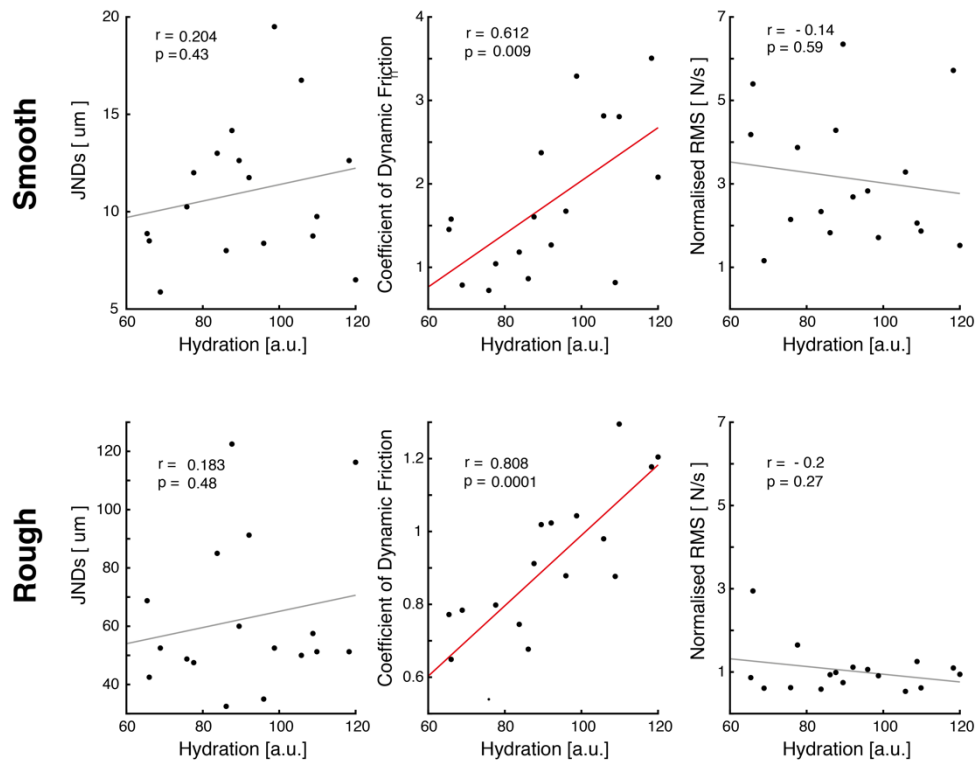 Smooth
20
15
10
5
JNDs [ um ]
r = 0.204
p = 0.43
60 80 100 120
Hydration [a.u.]
4
3
2
1
Coefficient of Dynamic Friction
r = 0.612
p = 0.009
60 80 100 120
Hydration [a.u.]
7
5
3
1
Normalised RMS [ N/s ]
r = - 0.14
p = 0.59
60 80 100 120
Hydration [a.u.]
Rough
120
100
80
60
40
JNDs [ um ]
r = 0.183
p = 0.48
60 80 100 120
Hydration [a.u.]
1.2
1
0.8
0.6
Coefficient of Dynamic Friction
r = 0.808
p = 0.0001
60 80 100 120
Hydration [a.u.]
7
5
3
1
Normalised RMS [ N/s ]
r = - 0.2
p = 0.27
60 80 100 120
Hydration [a.u.]